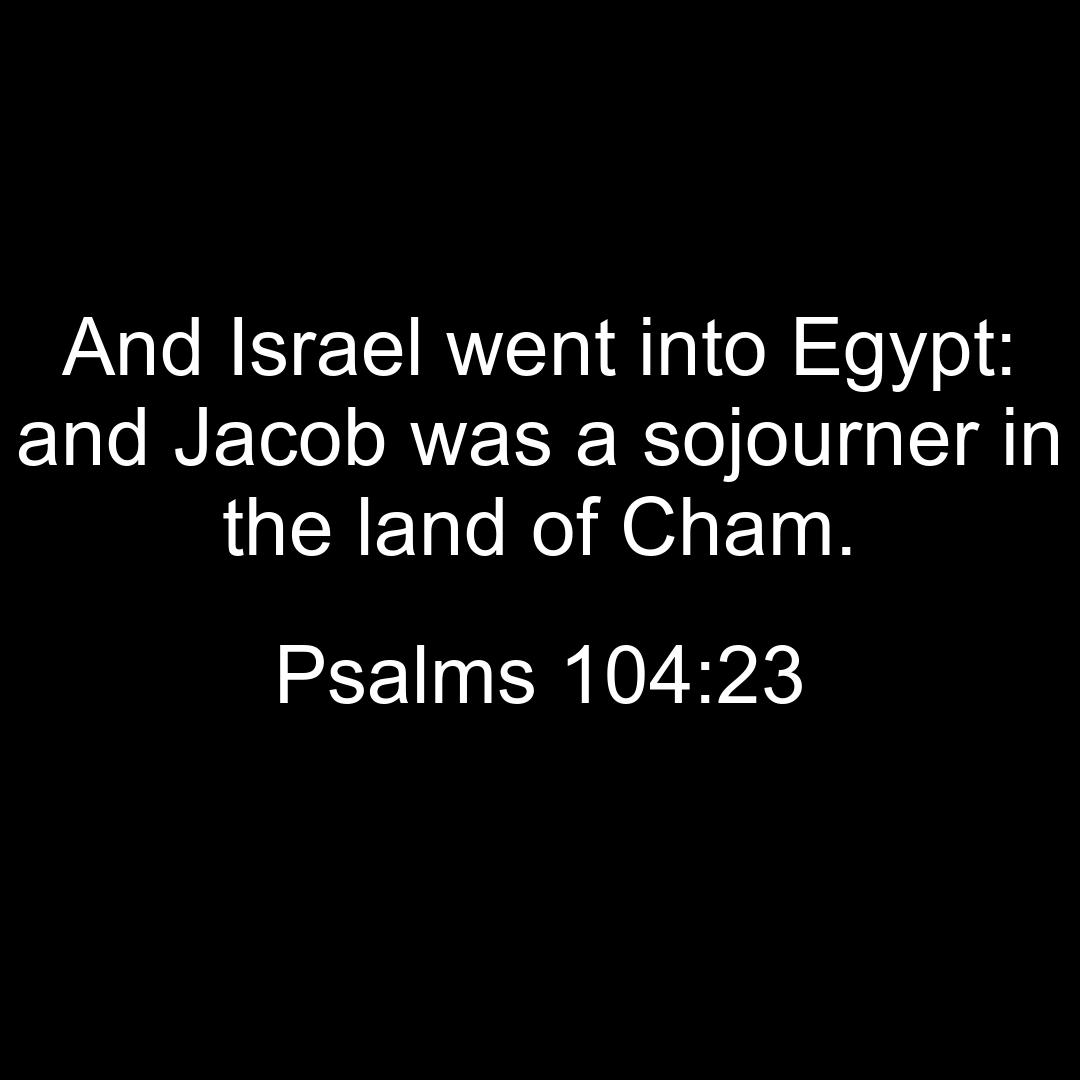 And Israel went into Egypt:
and Jacob was a sojourner in
the land of Cham.
Psalms 104:23